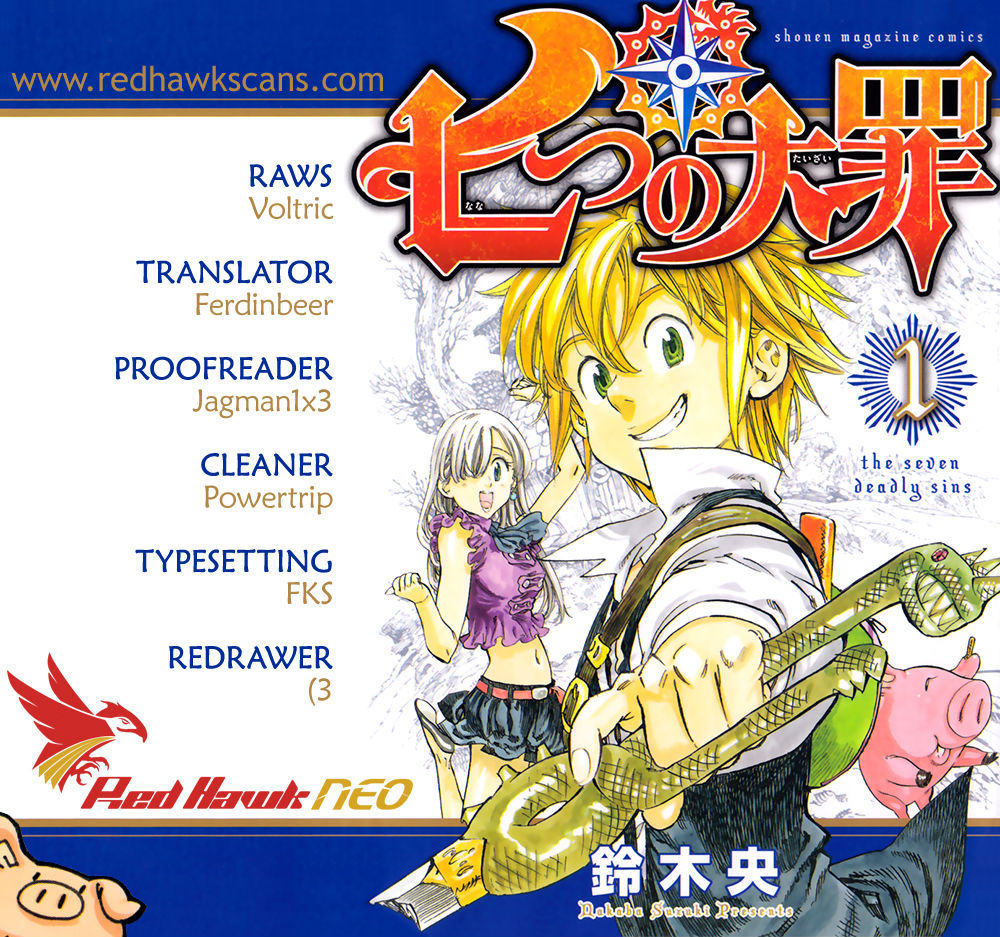 www.redhawkscans.com
shonen magazine comics
七つの大罪
なな
たいざい
1
the seven
deadly sins
RAWS
Voltric
TRANSLATOR
Ferdinbeer
PROOFREADER
Jagman1x3
CLEANER
Powertrip
TYPESETTING
FKS
REDRAWER
(3
Red Hawk NEO
鈴木央
Nakaba Suzuki Presents